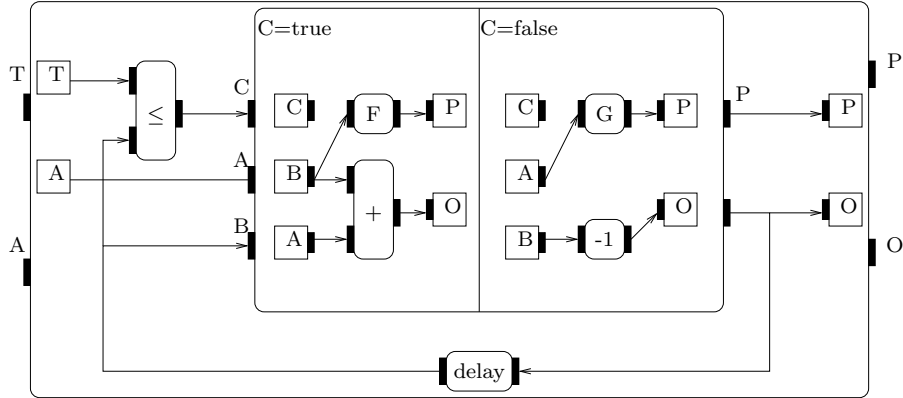 C=true C=false
T T P
C P
≤ C F P C G P P
A A B A
A B + O B -1 O O
A O
delay